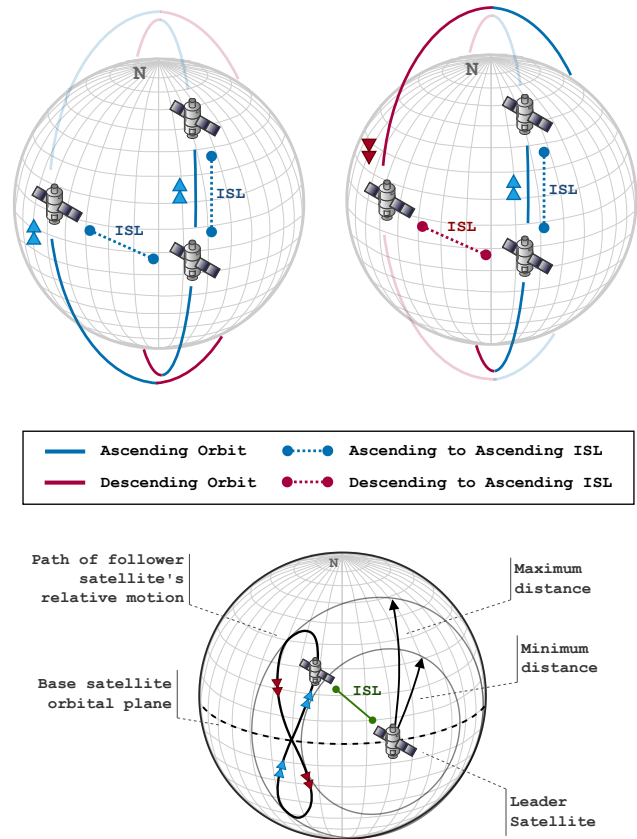 N
ISL
ISL
N
ISL
ISL
Ascending Orbit
Ascending to Ascending ISL
Descending Orbit
Descending to Ascending ISL
Path of follower
satellite's
relative motion
N
Maximum
distance
ISL
Minimum
distance
Base satellite
orbital plane
Leader
Satellite